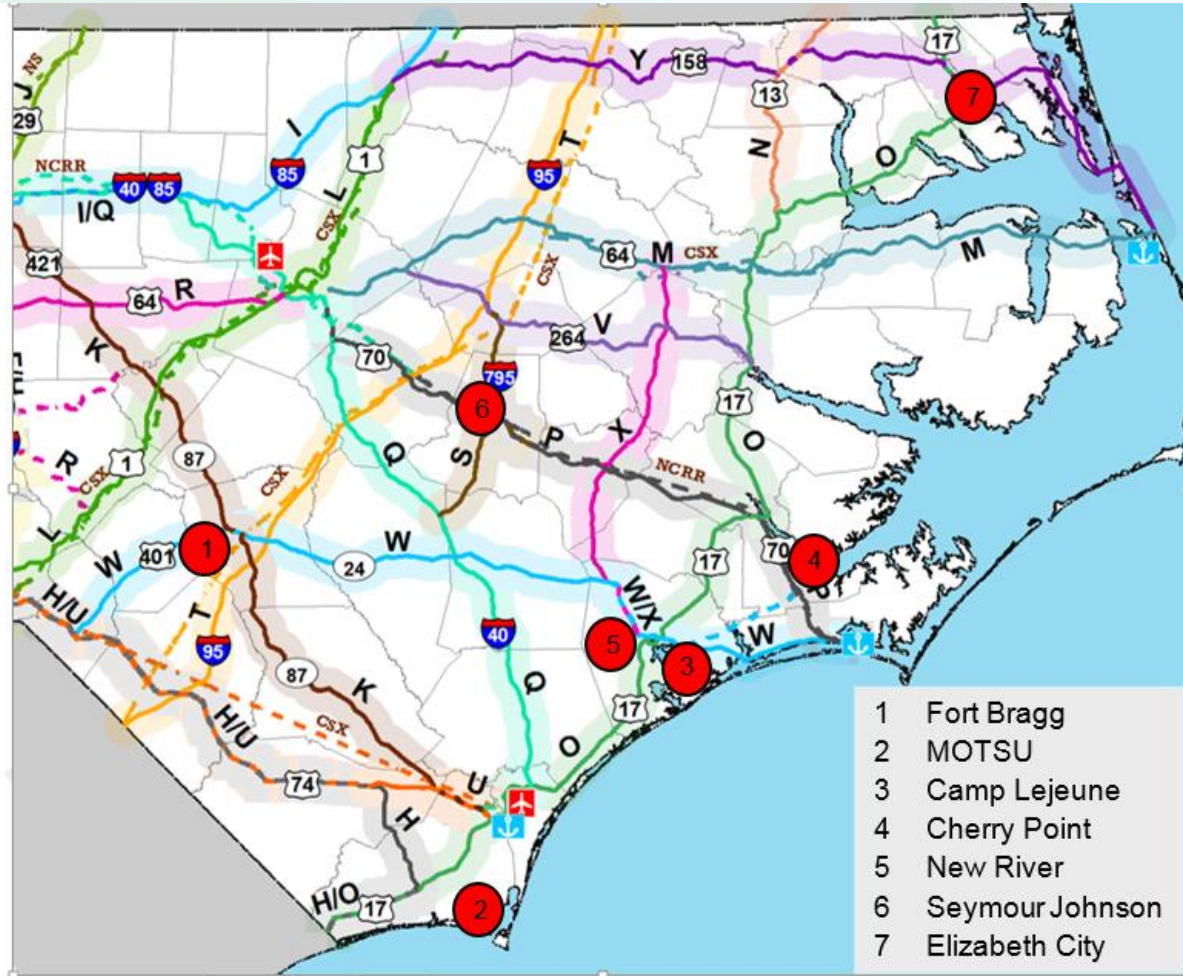 J
NS
29
Y
158
17
7
13
NCRR
40
85
I/Q
85
I
1
L
CSX
95
T
N
O
421
R
64
K
64
M
CSX
M
CSX
70
264
V
795
6
17
O
X
P
S
Q
NCRR
R
CSX
1
87
CSX
L
W
401
1
24
W
70
4
17
H/U
T
95
87
K
40
Q
W/X
5
3
W
17
O
CSX
H/U
74
U
H
H/O
17
2
1 Fort Bragg
2 MOTSU
3 Camp Lejeune
4 Cherry Point
5 New River
6 Seymour Johnson
7 Elizabeth City